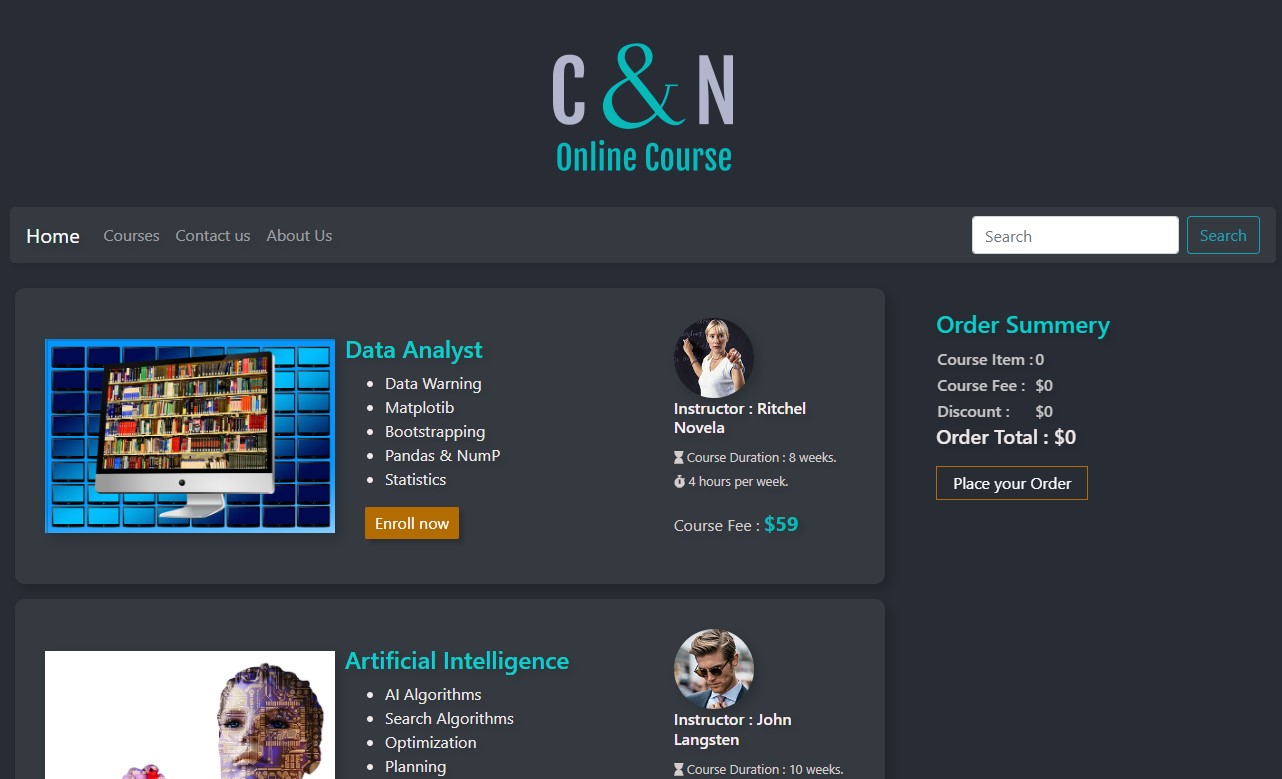 C & N
Online Course
Home Courses Contact us About Us Search Search
Data Analyst
Data Warning
Matplotib
Bootstrapping
Pandas & NumP
Statistics
Enroll now
Instructor : Ritchel
Novela
Course Duration : 8 weeks.
4 hours per week.
Course Fee : $59
Order Summery
Course Item : 0
Course Fee : $0
Discount : $0
Order Total : $0
Place your Order
Artificial Intelligence
AI Algorithms
Search Algorithms
Optimization
Planning
Instructor : John
Langsten
Course Duration : 10 weeks.